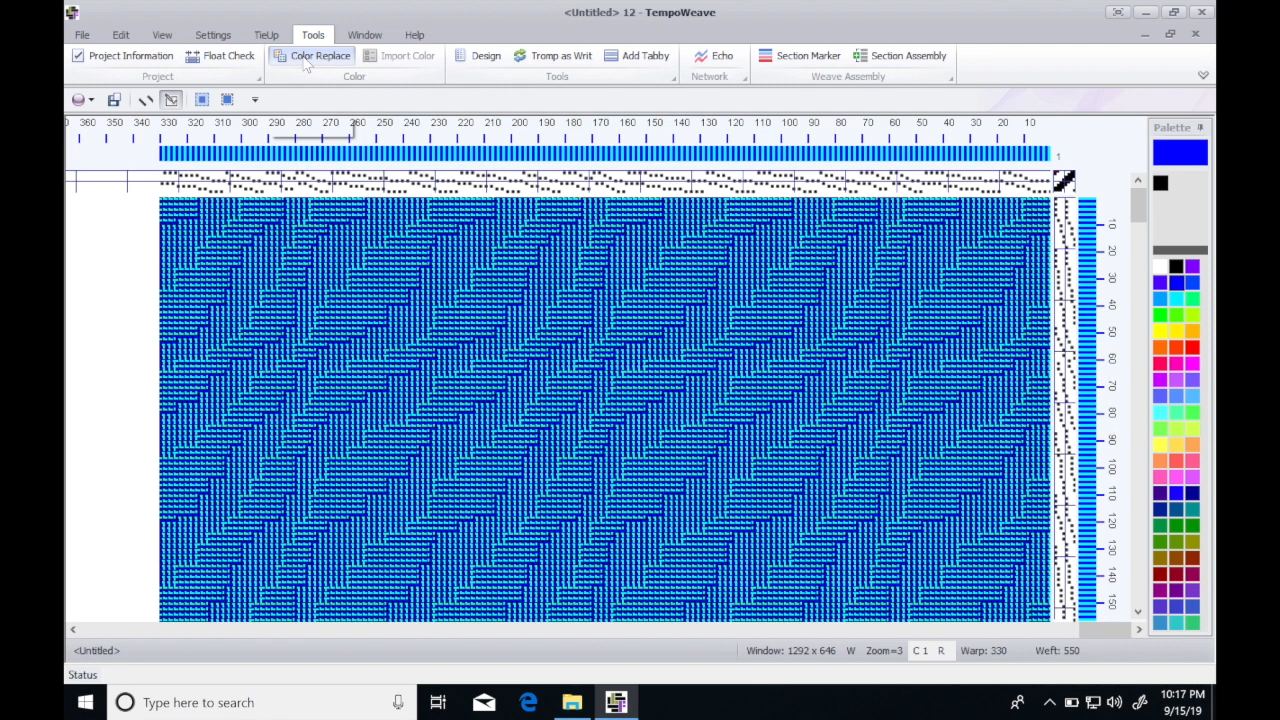 <Untitled> 12 - TempoWeave
File Edit View Settings TieUp Tools Window Help
Project Information Float Check Color Replace Import Color Design Tromp as Writ Add Tabby Echo Section Marker Section Assembly
Project Color Tools Network Weave Assembly
360 350 340 330 320 310 300 290 280 270 260 250 240 230 220 210 200 190 180 170 160 150 140 130 120 110 100 90 80 70 60 50 40 30 20 10
Palette
1
10
20
30
40
50
60
70
80
90
100
110
120
130
140
150
<Untitled> Window: 1292 x 646 W Zoom=3 C 1 R Warp: 330 Weft: 550
Status
Type here to search
10:17 PM
9/15/19